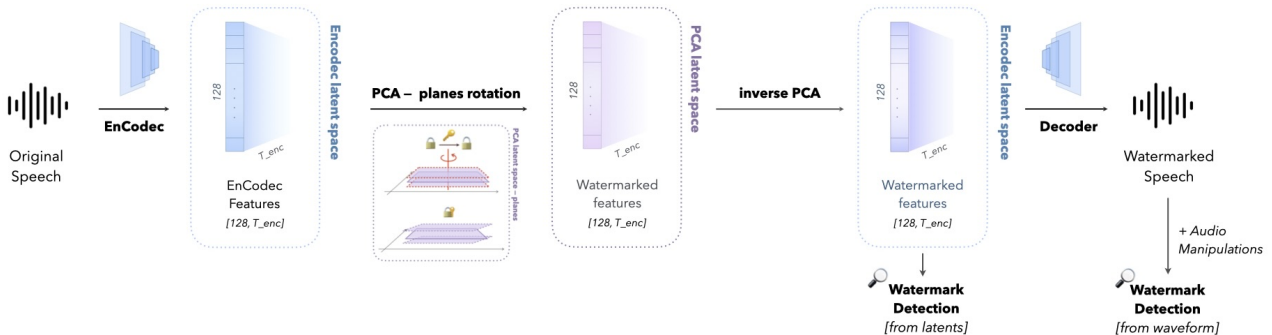 Original
Speech
EnCodec
128
T_enc
EnCodec
Features
[128, T_enc]
Encodec latent space
PCA — planes rotation
PCA latent space – planes
128
T_enc
Watermarked
features
[128, T_enc]
PCA latent space
inverse PCA
128
T_enc
Watermarked
features
[128, T_enc]
Encodec latent space
Watermark
Detection
[from latents]
Decoder
Watermarked
Speech
+ Audio
Manipulations
Watermark
Detection
[from waveform]